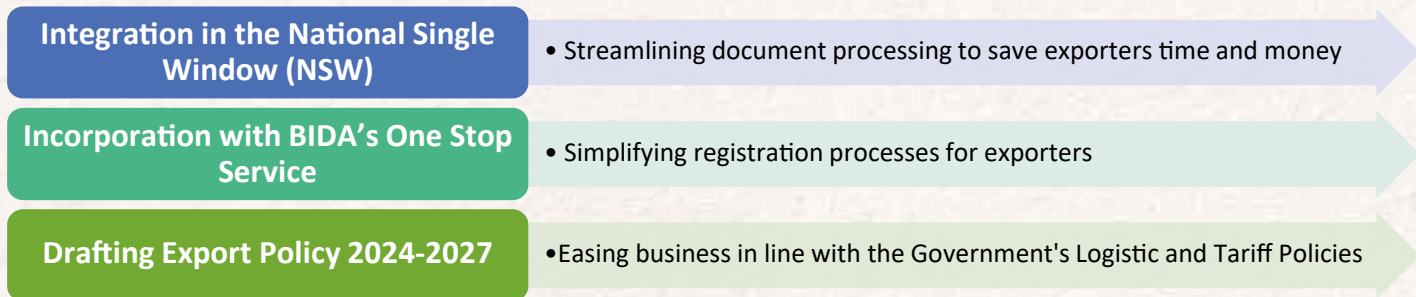 Integration in the National Single
Window (NSW)
• Streamlining document processing to save exporters time and money
Incorporation with BIDA’s One Stop
Service
• Simplifying registration processes for exporters
Drafting Export Policy 2024-2027
•Easing business in line with the Government's Logistic and Tariff Policies